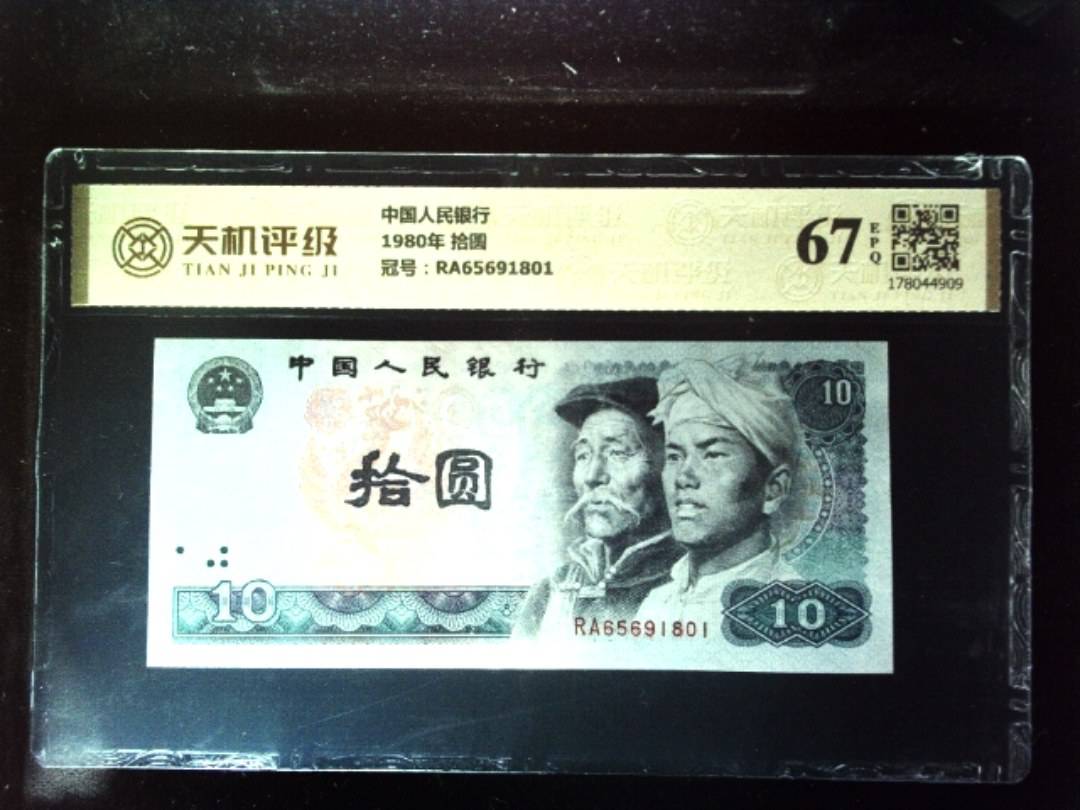 天机评级
TIAN JI PING JI
中国人民银行
1980年 拾圆
冠号：RA65691801
67
EPQ
178044909
中国人民银行
10
拾圆
10
RA65691801
10